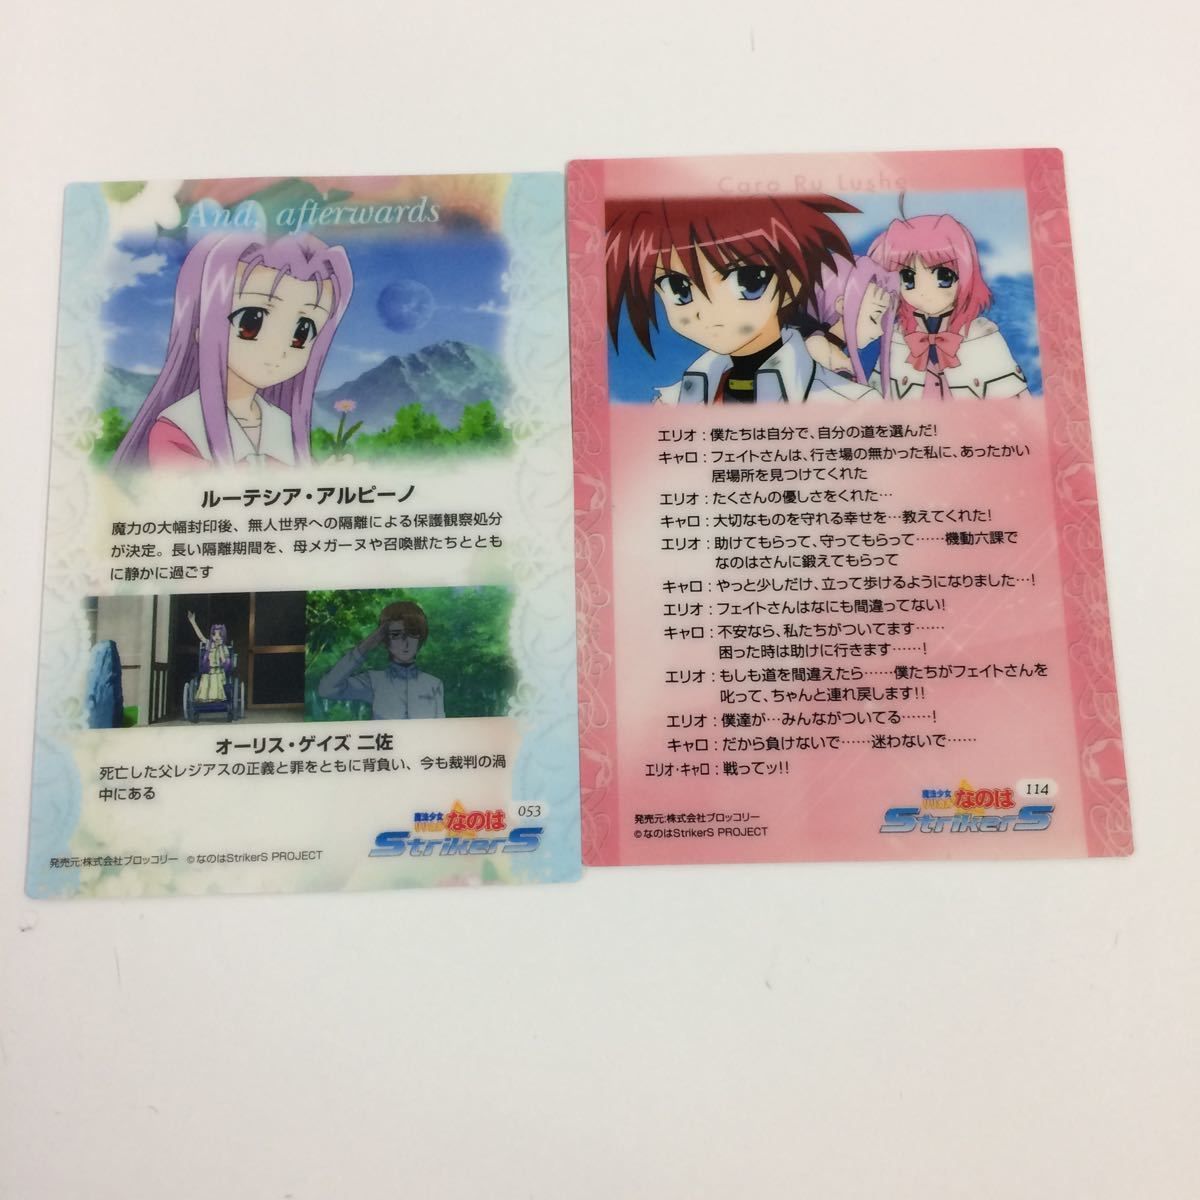 And, afterwards
ルーテシア・アルピーノ
魔力の大幅封印後、無人世界への隔離による保護観察処分
が決定。長い隔離期間を、母メガーヌや召喚獣たちととも
に静かに過ごす
オーリス・ゲイズ 二佐
死亡した父レジアスの正義と罪をともに背負い、今も裁判の渦
中にある
053
魔法少女
リリカルなのは
StrikerS
発売元:株式会社ブロッコリー ©なのはStrikerS PROJECT
Caro Ru Lushe
エリオ：僕たちは自分で、自分の道を選んだ!
キャロ：フェイトさんは、行き場の無かった私に、あったかい
居場所を見つけてくれた
エリオ：たくさんの優しさをくれた…
キャロ：大切なものを守れる幸せを…教えてくれた!
エリオ：助けてもらって、守ってもらって……機動六課で
なのはさんに鍛えてもらって
キャロ：やっと少しだけ、立って歩けるようになりました…!
エリオ：フェイトさんはなにも間違ってない!
キャロ：不安なら、私たちがついてます……
困った時は助けに行きます……!
エリオ：もしも道を間違えたら……僕たちがフェイトさんを
叱って、ちゃんと連れ戻します!!
エリオ：僕達が…みんながついてる……!
キャロ：だから負けないで……迷わないで……
エリオ・キャロ：戦ってッ!!
114
魔法少女
リリカルなのは
StrikerS
発売元:株式会社ブロッコリー
©なのはStrikerS PROJECT